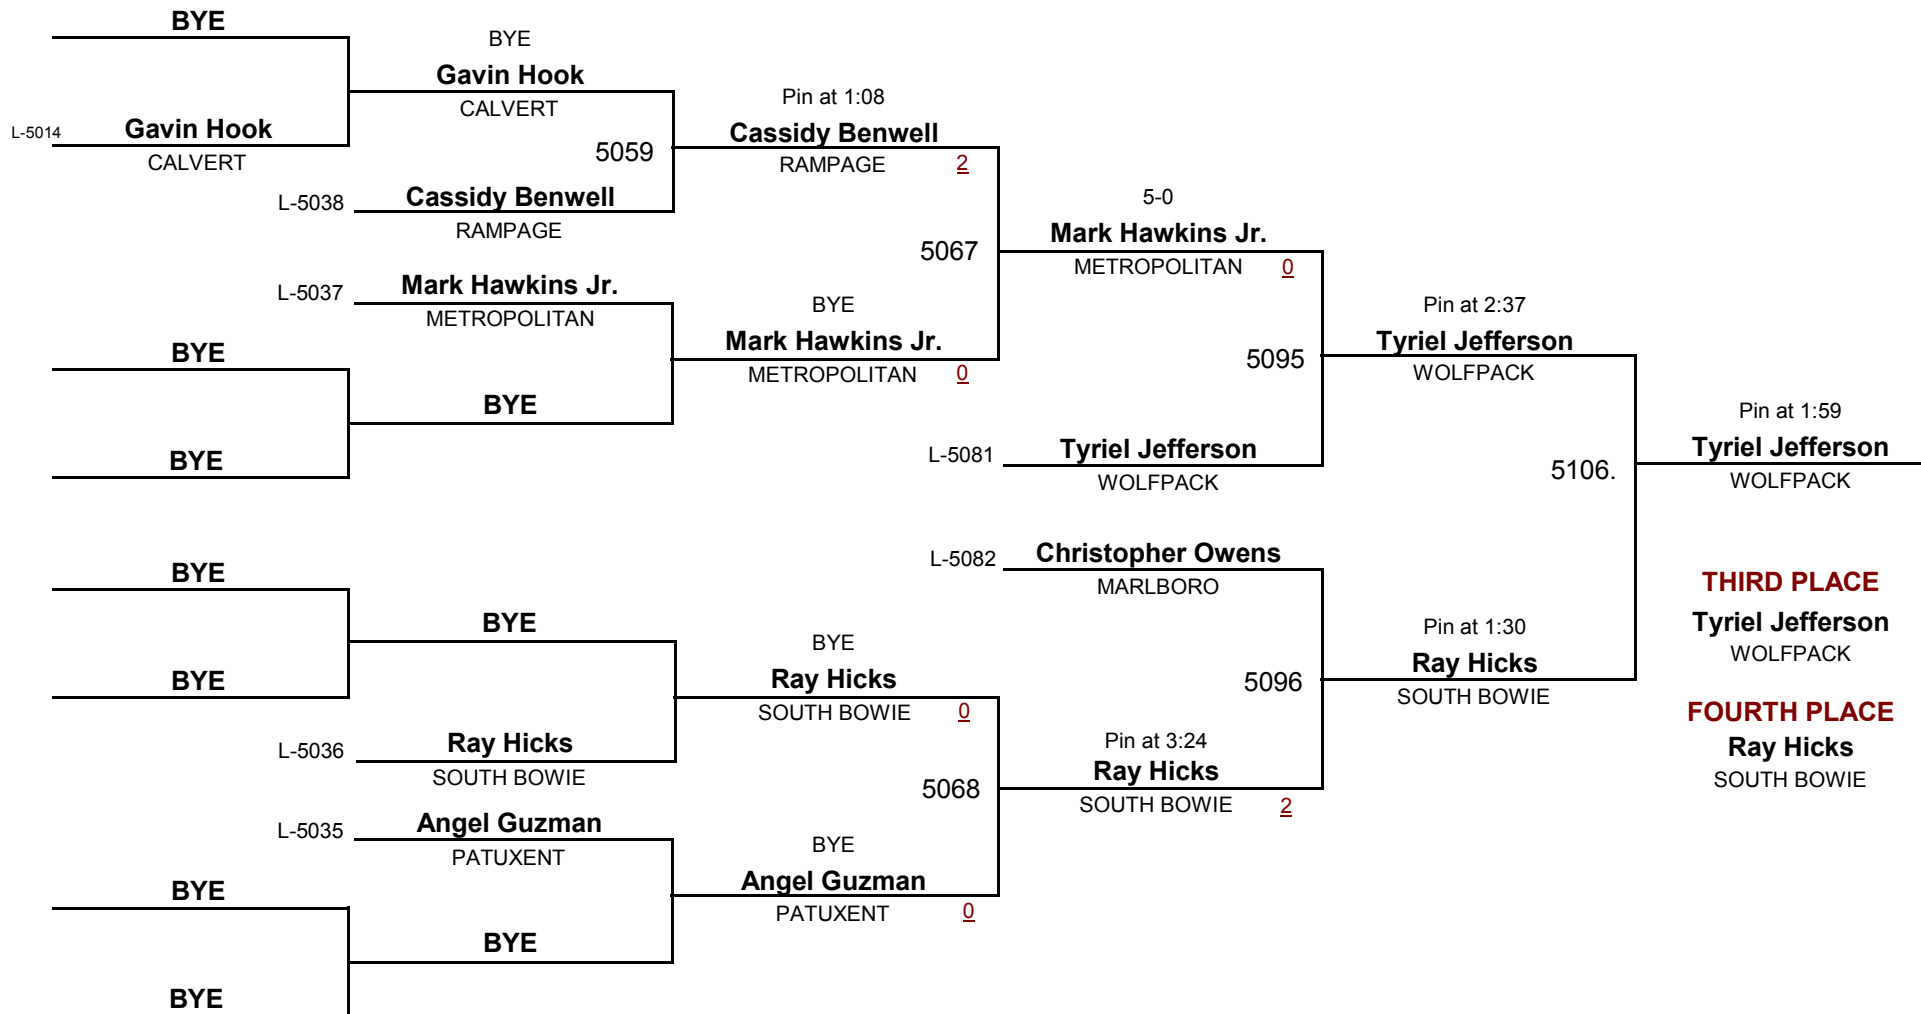 BYE
BYE
Gavin Hook
CALVERT
L-5014
Gavin Hook
CALVERT
5059
Pin at 1:08
Cassidy Benwell
RAMPAGE
2
L-5038
Cassidy Benwell
RAMPAGE
5067
5-0
Mark Hawkins Jr.
METROPOLITAN
0
L-5037
Mark Hawkins Jr.
METROPOLITAN
BYE
Mark Hawkins Jr.
METROPOLITAN
0
BYE
BYE
BYE
5095
Pin at 2:37
Tyriel Jefferson
WOLFPACK
L-5081
Tyriel Jefferson
WOLFPACK
5106.
Pin at 1:59
Tyriel Jefferson
WOLFPACK
L-5082
Christopher Owens
MARLBORO
BYE
BYE
BYE
BYE
Ray Hicks
SOUTH BOWIE
0
L-5036
Ray Hicks
SOUTH BOWIE
5096
Pin at 1:30
Ray Hicks
SOUTH BOWIE
THIRD PLACE
Tyriel Jefferson
WOLFPACK
FOURTH PLACE
Ray Hicks
SOUTH BOWIE
5068
Pin at 3:24
Ray Hicks
SOUTH BOWIE
2
L-5035
Angel Guzman
PATUXENT
BYE
Angel Guzman
PATUXENT
0
BYE
BYE
BYE